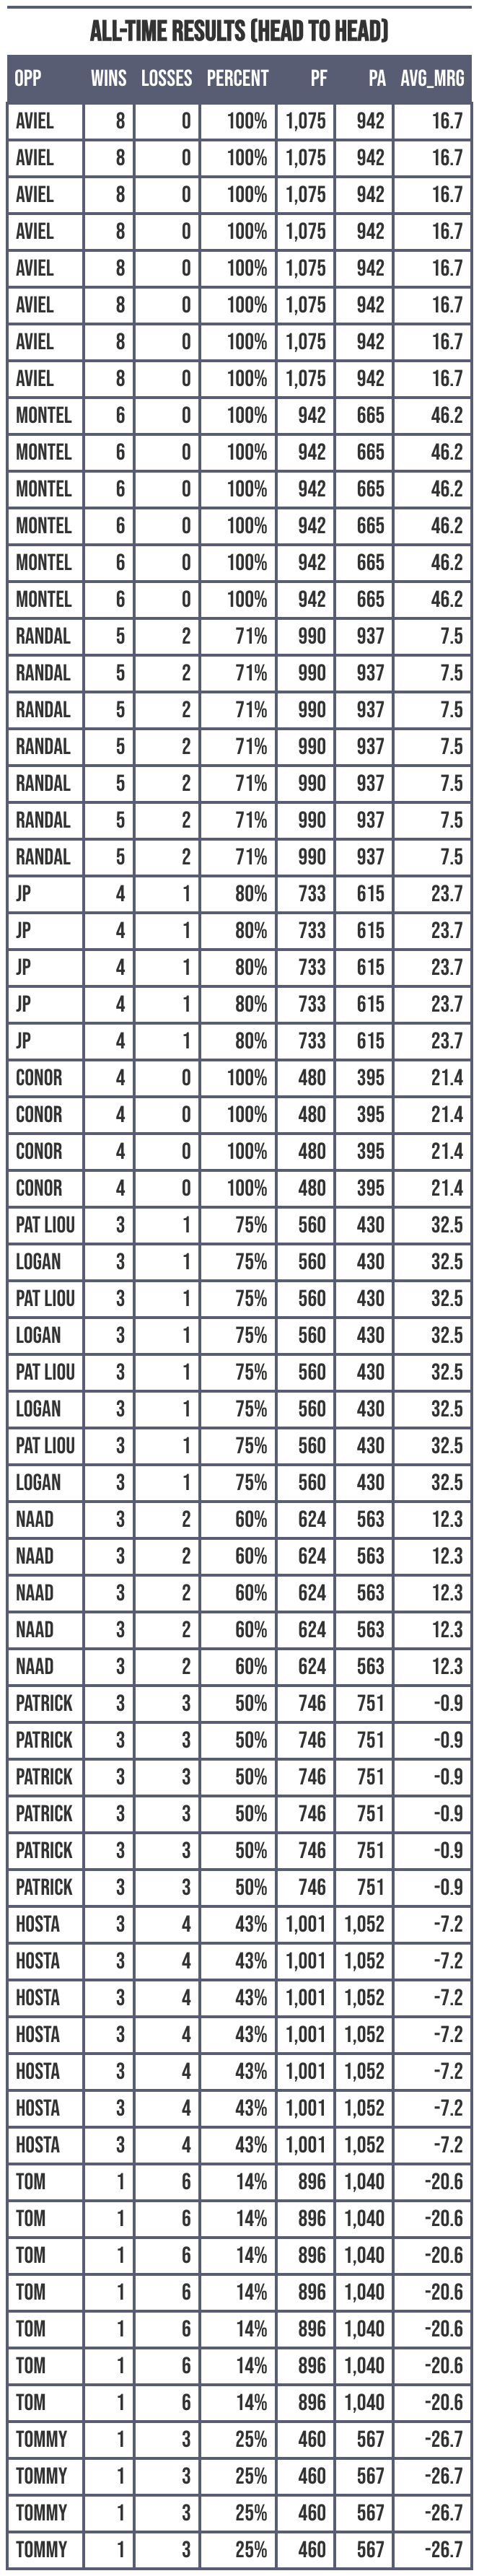 ALL-TIME RESULTS (HEAD TO HEAD)
OPP WINS LOSSES PERCENT PF PA AVG_MRG
AVIEL 8 0 100% 1,075 942 16.7
AVIEL 8 0 100% 1,075 942 16.7
AVIEL 8 0 100% 1,075 942 16.7
AVIEL 8 0 100% 1,075 942 16.7
AVIEL 8 0 100% 1,075 942 16.7
AVIEL 8 0 100% 1,075 942 16.7
AVIEL 8 0 100% 1,075 942 16.7
AVIEL 8 0 100% 1,075 942 16.7
MONTEL 6 0 100% 942 665 46.2
MONTEL 6 0 100% 942 665 46.2
MONTEL 6 0 100% 942 665 46.2
MONTEL 6 0 100% 942 665 46.2
MONTEL 6 0 100% 942 665 46.2
MONTEL 6 0 100% 942 665 46.2
RANDAL 5 2 71% 990 937 7.5
RANDAL 5 2 71% 990 937 7.5
RANDAL 5 2 71% 990 937 7.5
RANDAL 5 2 71% 990 937 7.5
RANDAL 5 2 71% 990 937 7.5
RANDAL 5 2 71% 990 937 7.5
RANDAL 5 2 71% 990 937 7.5
JP 4 1 80% 733 615 23.7
JP 4 1 80% 733 615 23.7
JP 4 1 80% 733 615 23.7
JP 4 1 80% 733 615 23.7
JP 4 1 80% 733 615 23.7
CONOR 4 0 100% 480 395 21.4
CONOR 4 0 100% 480 395 21.4
CONOR 4 0 100% 480 395 21.4
CONOR 4 0 100% 480 395 21.4
PAT LIOU 3 1 75% 560 430 32.5
LOGAN 3 1 75% 560 430 32.5
PAT LIOU 3 1 75% 560 430 32.5
LOGAN 3 1 75% 560 430 32.5
PAT LIOU 3 1 75% 560 430 32.5
LOGAN 3 1 75% 560 430 32.5
PAT LIOU 3 1 75% 560 430 32.5
LOGAN 3 1 75% 560 430 32.5
NAAD 3 2 60% 624 563 12.3
NAAD 3 2 60% 624 563 12.3
NAAD 3 2 60% 624 563 12.3
NAAD 3 2 60% 624 563 12.3
NAAD 3 2 60% 624 563 12.3
PATRICK 3 3 50% 746 751 -0.9
PATRICK 3 3 50% 746 751 -0.9
PATRICK 3 3 50% 746 751 -0.9
PATRICK 3 3 50% 746 751 -0.9
PATRICK 3 3 50% 746 751 -0.9
PATRICK 3 3 50% 746 751 -0.9
HOSTA 3 4 43% 1,001 1,052 -7.2
HOSTA 3 4 43% 1,001 1,052 -7.2
HOSTA 3 4 43% 1,001 1,052 -7.2
HOSTA 3 4 43% 1,001 1,052 -7.2
HOSTA 3 4 43% 1,001 1,052 -7.2
HOSTA 3 4 43% 1,001 1,052 -7.2
HOSTA 3 4 43% 1,001 1,052 -7.2
TOM 1 6 14% 896 1,040 -20.6
TOM 1 6 14% 896 1,040 -20.6
TOM 1 6 14% 896 1,040 -20.6
TOM 1 6 14% 896 1,040 -20.6
TOM 1 6 14% 896 1,040 -20.6
TOM 1 6 14% 896 1,040 -20.6
TOM 1 6 14% 896 1,040 -20.6
TOMMY 1 3 25% 460 567 -26.7
TOMMY 1 3 25% 460 567 -26.7
TOMMY 1 3 25% 460 567 -26.7
TOMMY 1 3 25% 460 567 -26.7